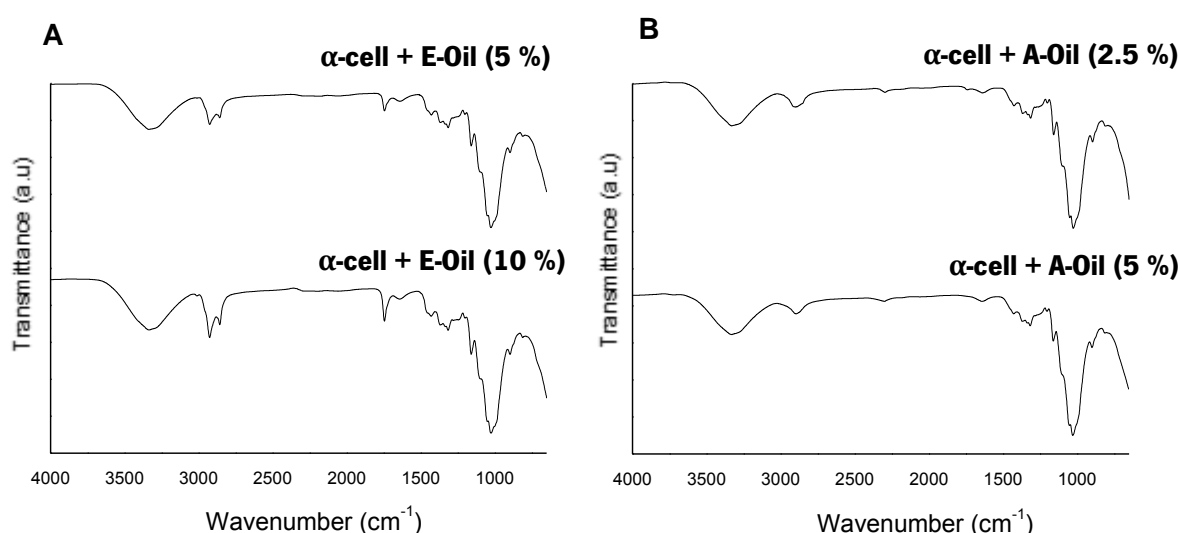 A
α-cell + E-Oil (5 %)
α-cell + E-Oil (10 %)
Transmittance (a.u)
4000 3500 3000 2500 2000 1500 1000
Wavenumber (cm⁻¹)
B
α-cell + A-Oil (2.5 %)
α-cell + A-Oil (5 %)
Transmittance (a.u)
4000 3500 3000 2500 2000 1500 1000
Wavenumber (cm⁻¹)